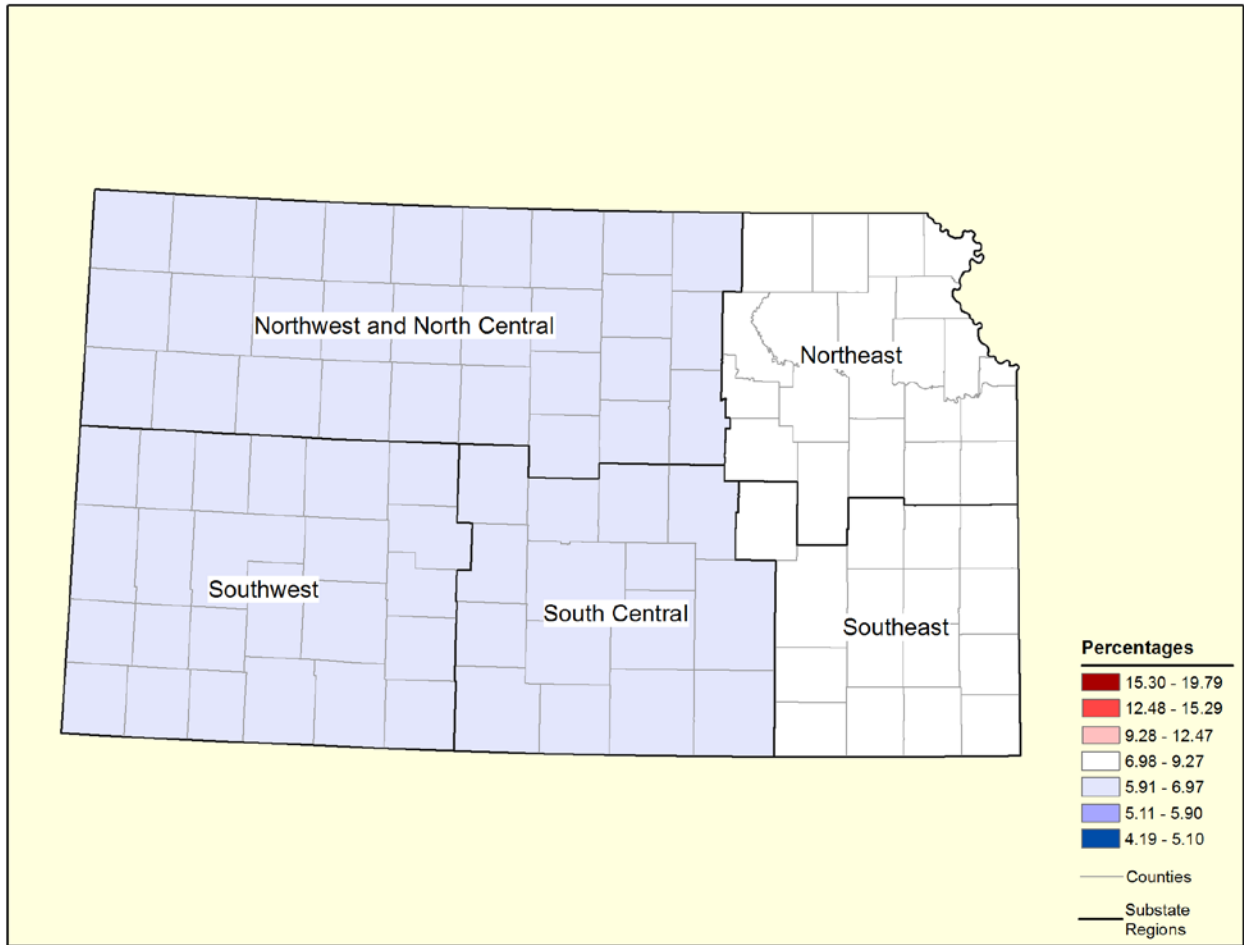 Northwest and North Central
Northeast
Southwest
South Central
Southeast
Percentages
15.30 - 19.79
12.48 - 15.29
9.28 - 12.47
6.98 - 9.27
5.91 - 6.97
5.11 - 5.90
4.19 - 5.10
Counties
Substate
Regions